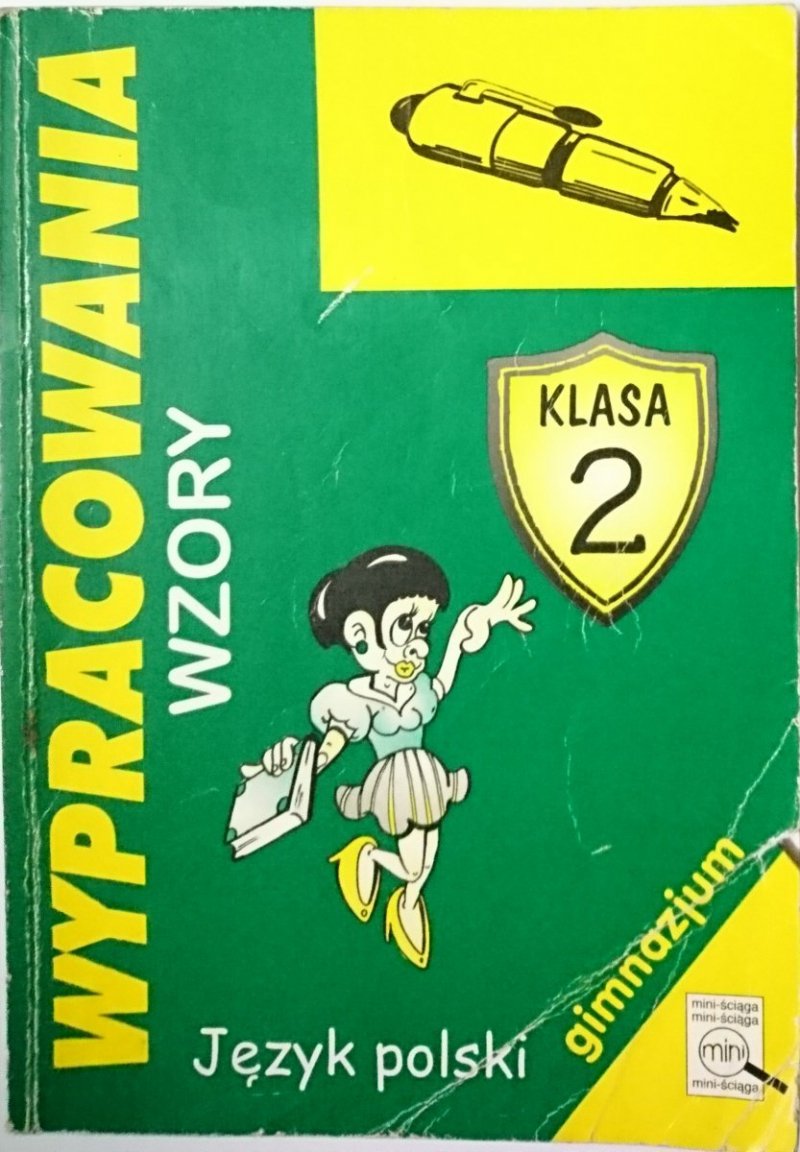 WYPRACOWANIA
WZORY
KLASA
2
Język polski
gimnazjum
mini-ściąga
mini-ściąga
mini
mini-ściąga